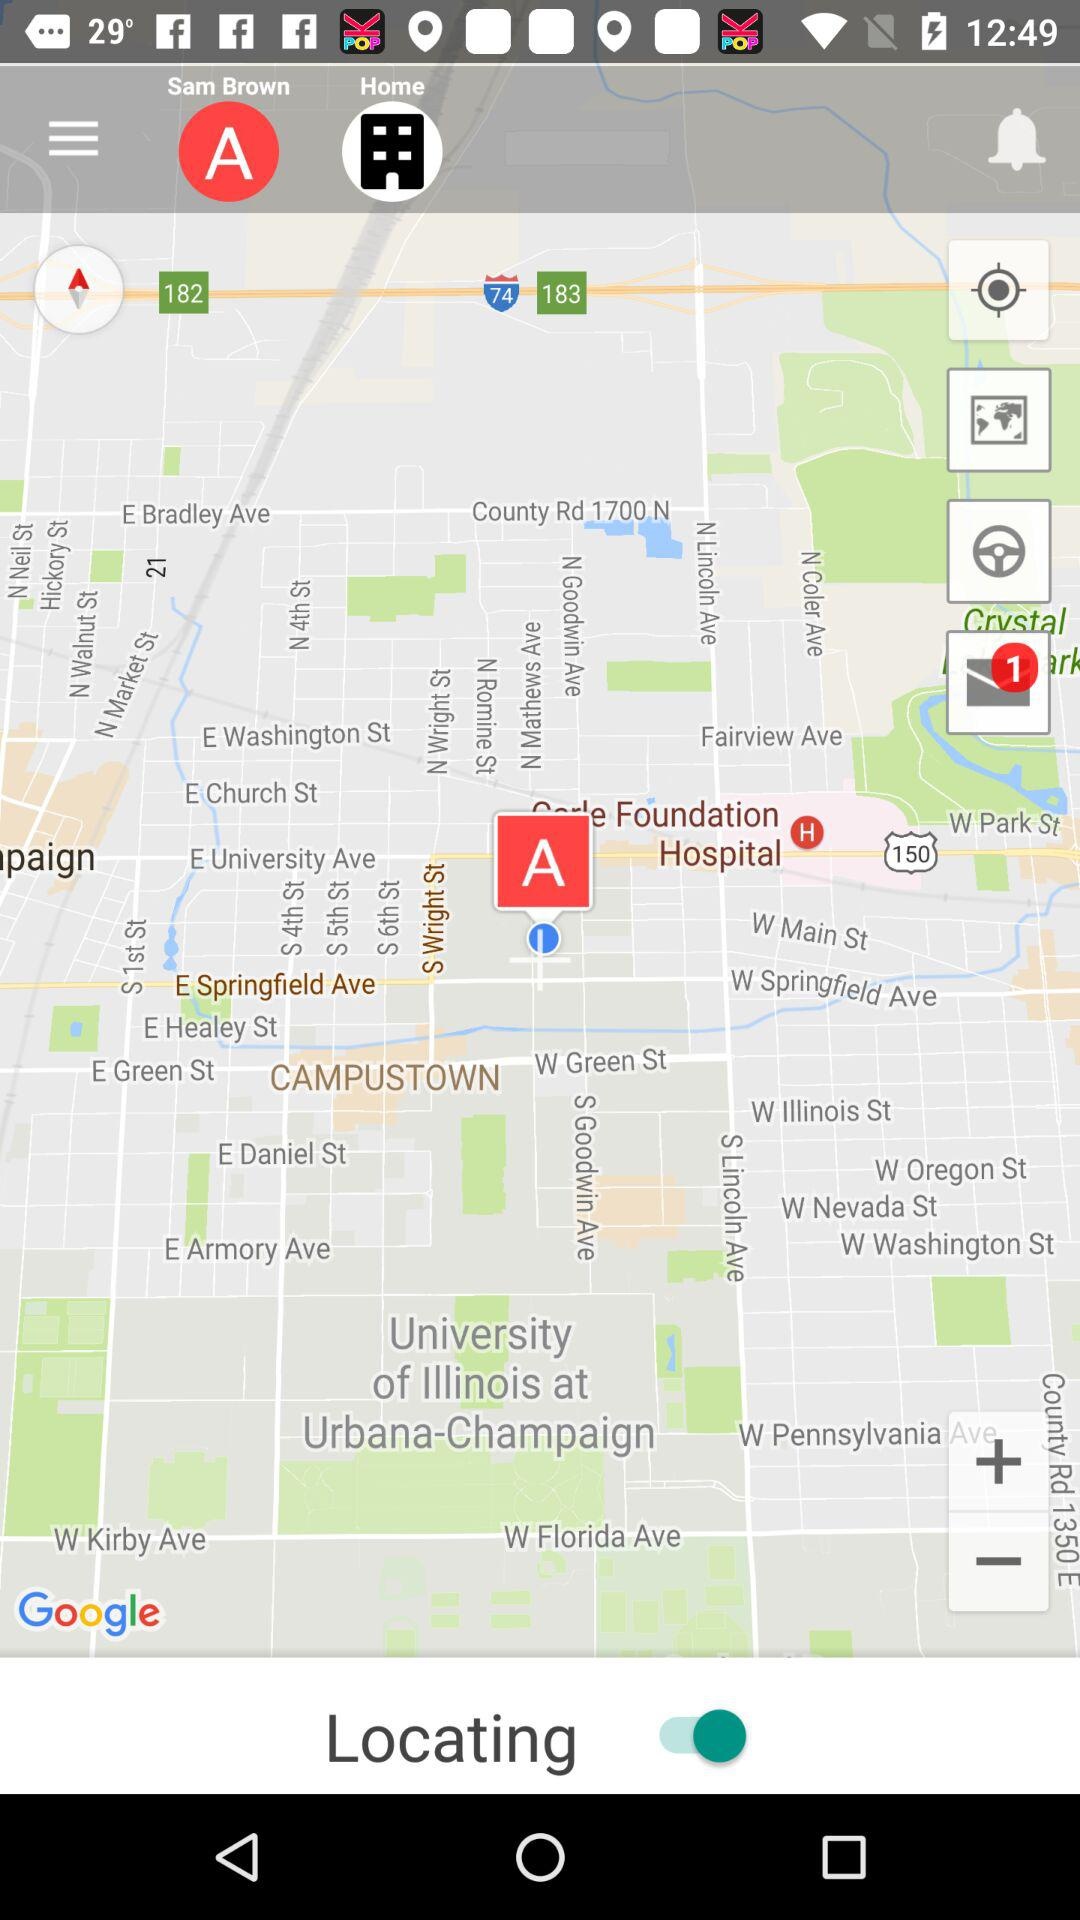 29°
POP
POP
12:49
Sam Brown
Home
A
182
74
183
E Bradley Ave
County Rd 1700 N
N Neil St
Hickory St
21
N Walnut St
N Market St
N 4th St
N Goodwin Ave
N Lincoln Ave
N Coler Ave
Crystal
1
N Mathews Ave
N Romine St
N Wright St
E Washington St
Fairview Ave
E Church St
Foundation
Hospital
H
W Park St
150
paign
E University Ave
A
S 4th St
S 5th St
S 6th St
S Wright St
W Main St
S 1st St
E Springfield Ave
W Springfield Ave
E Healey St
E Green St
CAMPUSTOWN
W Green St
S Goodwin Ave
W Illinois St
E Daniel St
S Lincoln Ave
W Oregon St
W Nevada St
E Armory Ave
W Washington St
University
of Illinois at
Urbana-Champaign
W Pennsylvania Ave
County Rd 1350 E
W Kirby Ave
W Florida Ave
Google
Locating